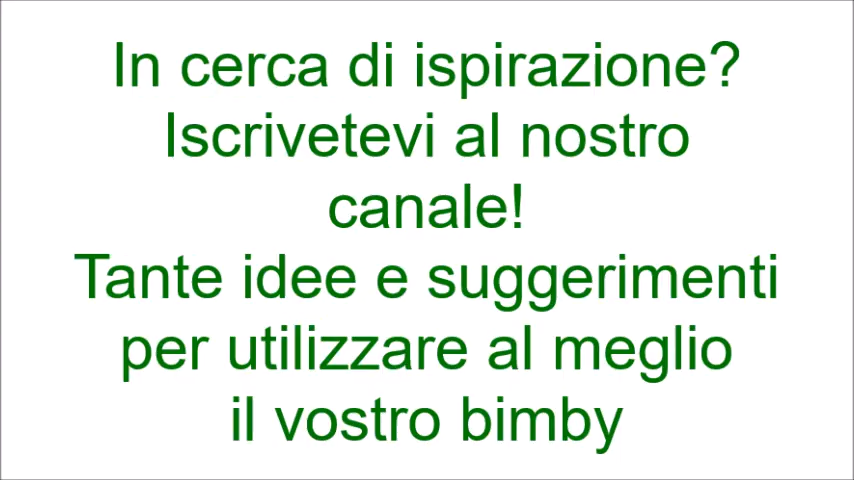 In cerca di ispirazione?
Iscrivetevi al nostro
canale!
Tante idee e suggerimenti
per utilizzare al meglio
il vostro bimby